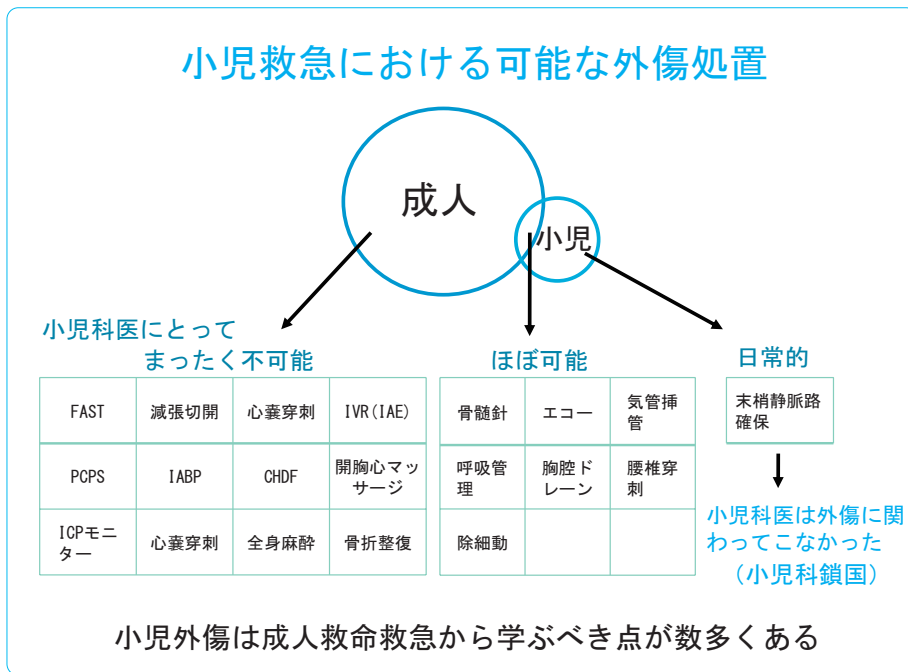 小児救急における可能な外傷処置
成人
小児
小児科医にとって
まったく不可能
FAST
減張切開
心嚢穿刺
IVR(IAE)
PCPS
IABP
CHDF
開胸心マッ
サージ
ICPモニ
ター
心嚢穿刺
全身麻酔
骨折整復
ほぼ可能
骨髄針
エコー
気管挿
管
呼吸管
理
胸腔ド
レーン
腰椎穿
刺
除細動
日常的
末梢静脈路
確保
小児科医は外傷に関
わってこなかった
（小児科鎖国）
小児外傷は成人救命救急から学ぶべき点が数多くある